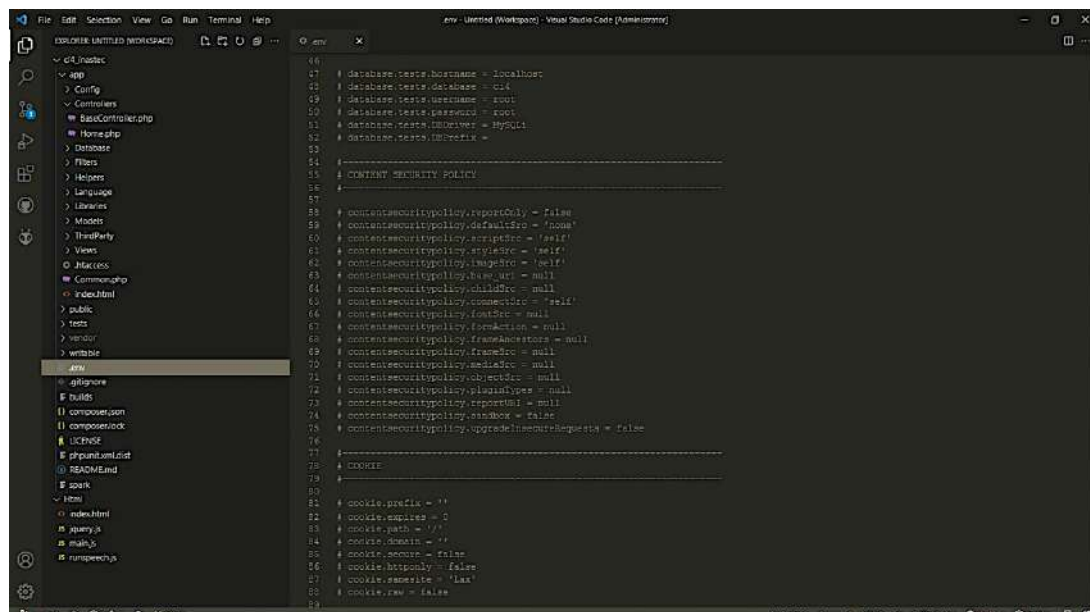 File Edit Selection View Go Run Terminal Help
.env - Untitled (Workspace) - Visual Studio Code [Administrator]
EXPLORER: UNTITLED (WORKSPACE)
.env
ci4_inastec
app
Config
Controllers
BaseController.php
Home.php
Database
Filters
Helpers
Language
Libraries
Models
ThirdParty
Views
.htaccess
Common.php
index.html
public
tests
vendor
writable
.env
.gitignore
builds
composer.json
composer.lock
LICENSE
phpunit.xml.dist
README.md
spark
Html
index.html
jquery.js
main.js
runspeech.js
46
47 # database.tests.hostname = localhost
48 # database.tests.database = ci4
49 # database.tests.username = root
50 # database.tests.password = root
51 # database.tests.DBDriver = MySQLi
52 # database.tests.DBPrefix =
53
54 #--------------------------------------------------------------------
55 # CONTENT SECURITY POLICY
56 #--------------------------------------------------------------------
57
58 # contentsecuritypolicy.reportOnly = false
59 # contentsecuritypolicy.defaultSrc = 'none'
60 # contentsecuritypolicy.scriptSrc = 'self'
61 # contentsecuritypolicy.styleSrc = 'self'
62 # contentsecuritypolicy.imageSrc = 'self'
63 # contentsecuritypolicy.base_uri = null
64 # contentsecuritypolicy.childSrc = null
65 # contentsecuritypolicy.connectSrc = 'self'
66 # contentsecuritypolicy.fontSrc = null
67 # contentsecuritypolicy.formAction = null
68 # contentsecuritypolicy.frameAncestors = null
69 # contentsecuritypolicy.frameSrc = null
70 # contentsecuritypolicy.mediaSrc = null
71 # contentsecuritypolicy.objectSrc = null
72 # contentsecuritypolicy.pluginTypes = null
73 # contentsecuritypolicy.reportURI = null
74 # contentsecuritypolicy.sandbox = false
75 # contentsecuritypolicy.upgradeInsecureRequests = false
76
77 #--------------------------------------------------------------------
78 # COOKIE
79 #--------------------------------------------------------------------
80
81 # cookie.prefix = ''
82 # cookie.expires = 0
83 # cookie.path = '/'
84 # cookie.domain = ''
85 # cookie.secure = false
86 # cookie.httponly = false
87 # cookie.samesite = 'Lax'
88 # cookie.raw = false
89